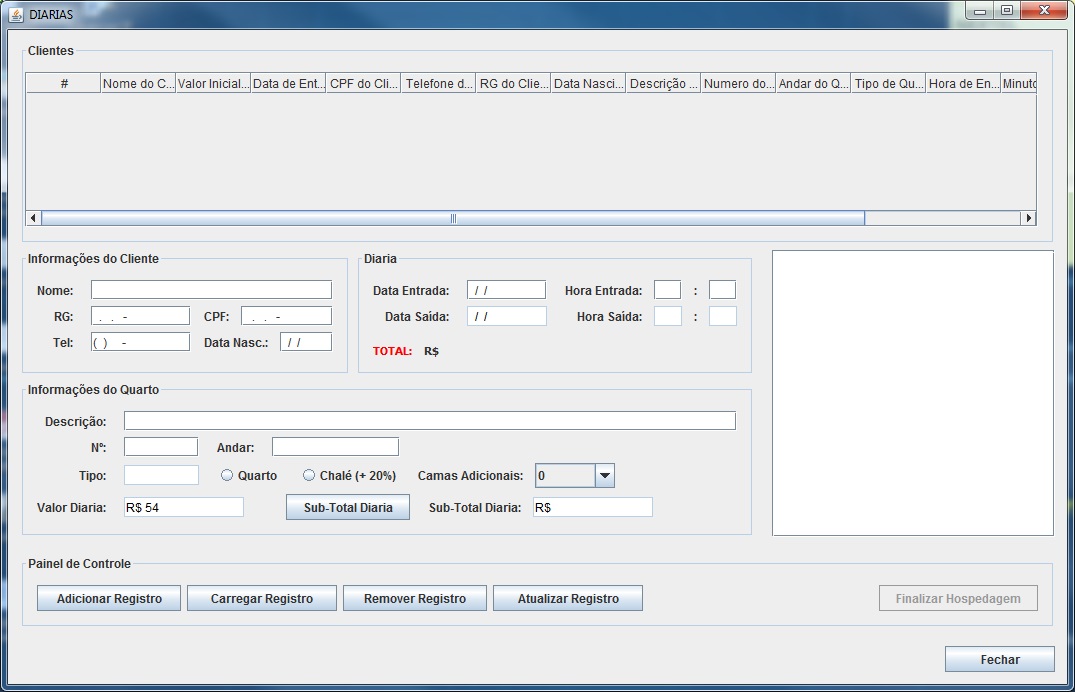 DIARIAS
Clientes
# Nome do C... Valor Inicial... Data de Ent... CPF do Cli... Telefone d... RG do Clie... Data Nasci... Descrição ... Numero do... Andar do Q... Tipo de Qu... Hora de En... Minuto
Informações do Cliente
Nome:
RG: . . - CPF: . . -
Tel: ( ) - Data Nasc.: / /
Diaria
Data Entrada: / / Hora Entrada: :
Data Saída: / / Hora Saída: :
TOTAL: R$
Informações do Quarto
Descrição:
Nº: Andar:
Tipo: Quarto Chalé (+ 20%) Camas Adicionais: 0
Valor Diaria: R$ 54 Sub-Total Diaria Sub-Total Diaria: R$
Painel de Controle
Adicionar Registro Carregar Registro Remover Registro Atualizar Registro Finalizar Hospedagem
Fechar